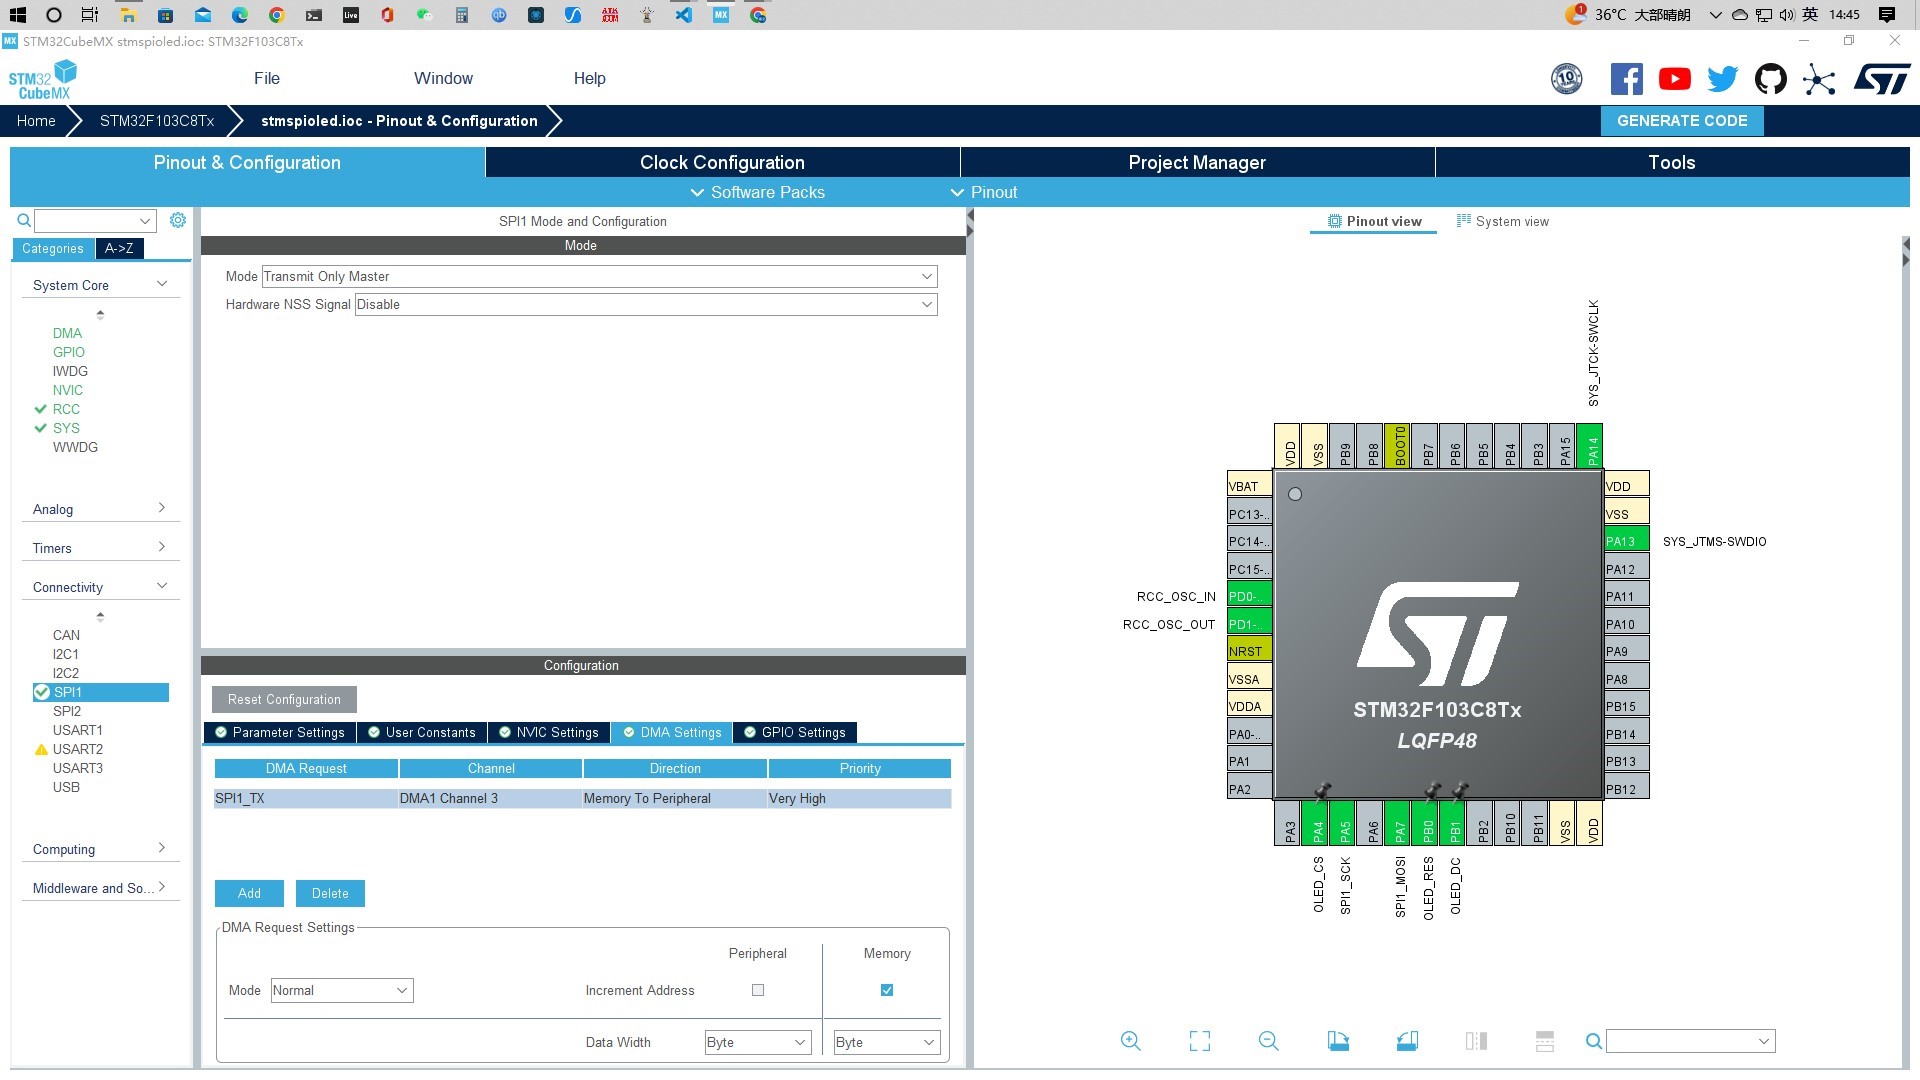 36°C 大部晴朗
英
14:45
MX STM32CubeMX stmspioled.ioc: STM32F103C8Tx
STM32
CubeMX
File
Window
Help
10
Home
STM32F103C8Tx
stmspioled.ioc - Pinout & Configuration
GENERATE CODE
Pinout & Configuration
Clock Configuration
Project Manager
Tools
Software Packs
Pinout
Categories
A->Z
System Core
DMA
GPIO
IWDG
NVIC
RCC
SYS
WWDG
Analog
Timers
Connectivity
CAN
I2C1
I2C2
SPI1
SPI2
USART1
USART2
USART3
USB
Computing
Middleware and So...
SPI1 Mode and Configuration
Mode
Mode Transmit Only Master
Hardware NSS Signal Disable
Configuration
Reset Configuration
Parameter Settings
User Constants
NVIC Settings
DMA Settings
GPIO Settings
DMA Request
Channel
Direction
Priority
SPI1_TX
DMA1 Channel 3
Memory To Peripheral
Very High
Add
Delete
DMA Request Settings
Peripheral
Memory
Mode Normal
Increment Address
Data Width
Byte
Byte
Pinout view
System view
SYS_JTCK-SWCLK
VDD
VSS
PB9
PB8
BOOT0
PB7
PB6
PB5
PB4
PB3
PA15
PA14
VBAT
PC13-..
PC14-..
PC15-..
RCC_OSC_IN
PD0-..
RCC_OSC_OUT
PD1-..
NRST
VSSA
VDDA
PA0-..
PA1
PA2
STM32F103C8Tx
LQFP48
VDD
VSS
PA13
SYS_JTMS-SWDIO
PA12
PA11
PA10
PA9
PA8
PB15
PB14
PB13
PB12
PA3
PA4
PA5
PA6
PA7
PB0
PB1
PB2
PB10
PB11
VSS
VDD
OLED_CS
SPI1_SCK
SPI1_MOSI
OLED_RES
OLED_DC